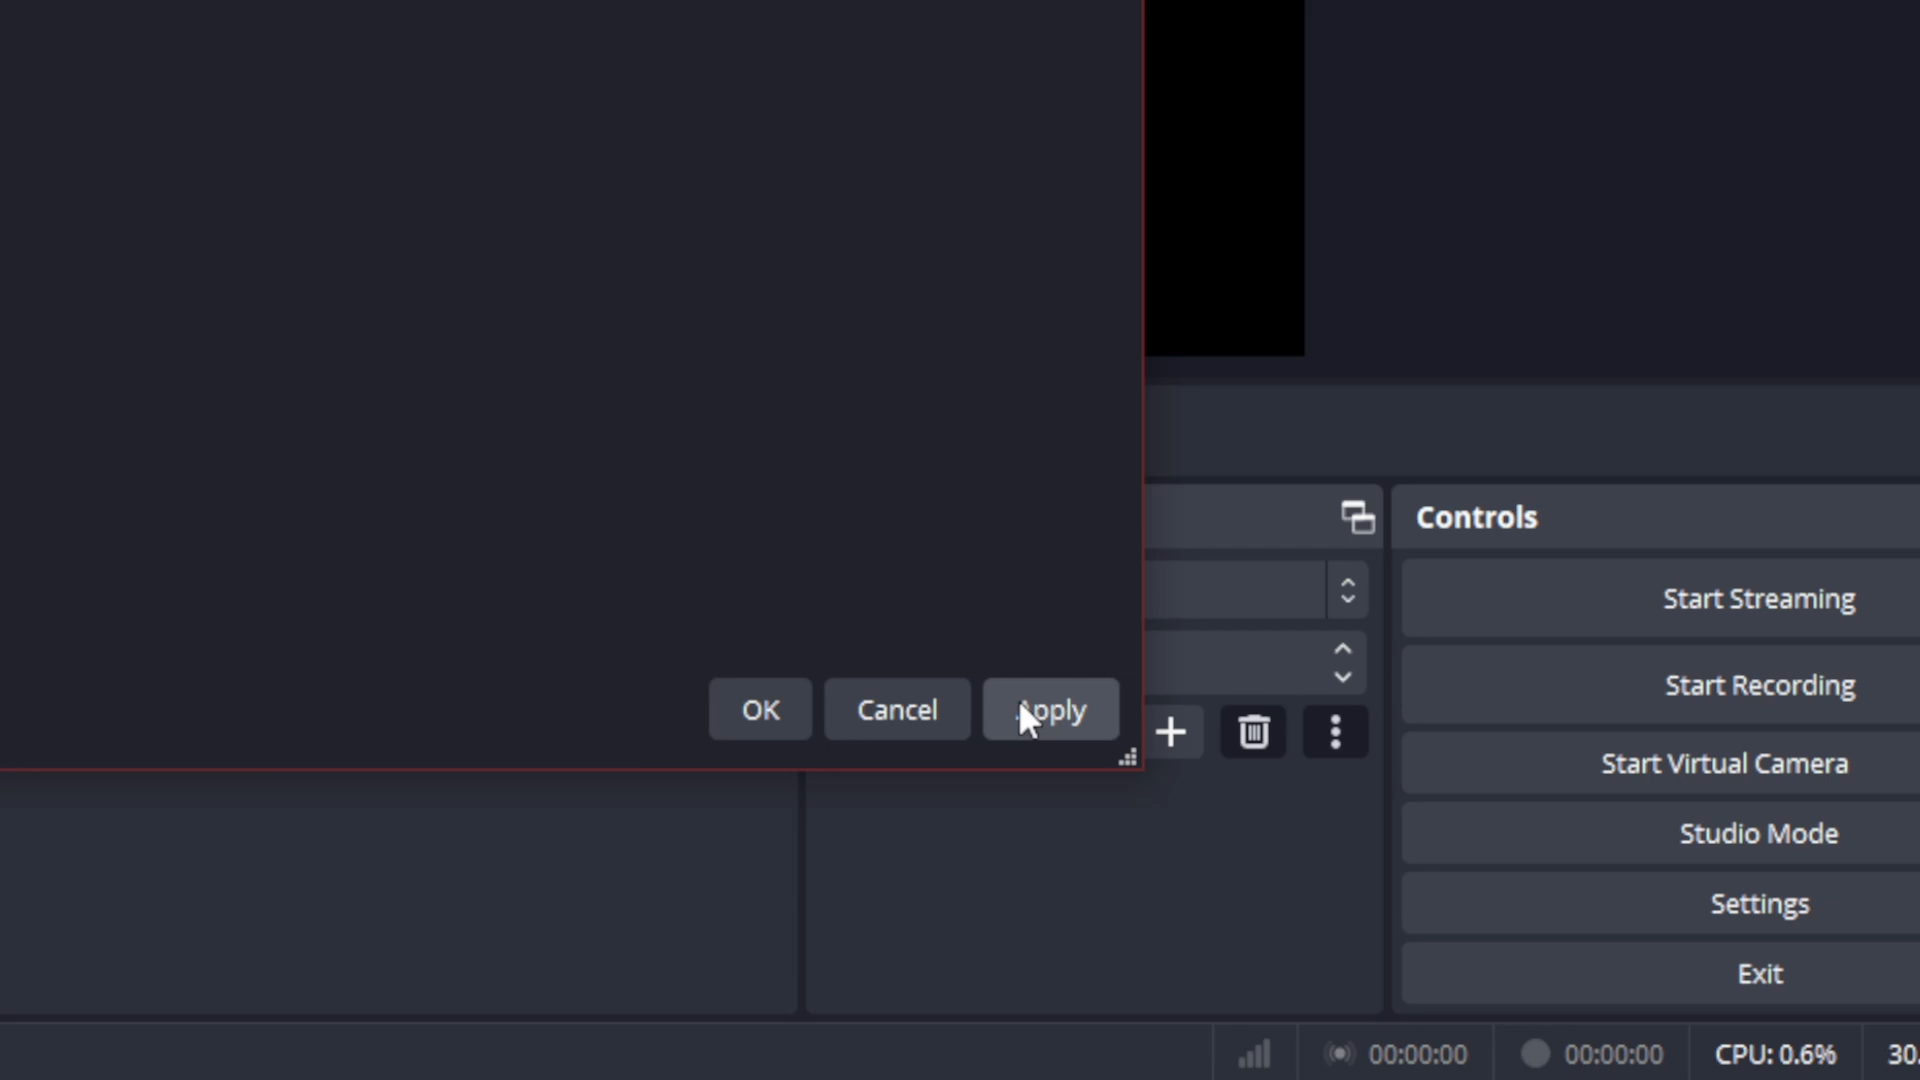 Controls
Start Streaming
Start Recording
OK
Cancel
Apply
Start Virtual Camera
Studio Mode
Settings
Exit
00:00:00
00:00:00
CPU: 0.6%
30.